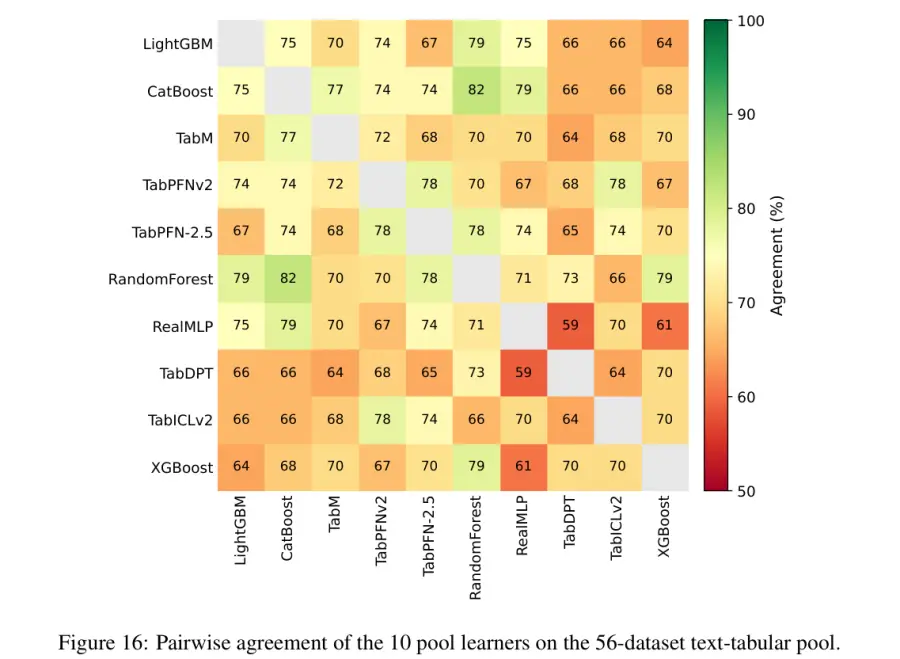 LightGBM 75 70 74 67 79 75 66 66 64
CatBoost 75 77 74 74 82 79 66 66 68
TabM 70 77 72 68 70 70 64 68 70
TabPFNv2 74 74 72 78 70 67 68 78 67
TabPFN-2.5 67 74 68 78 78 74 65 74 70
RandomForest 79 82 70 70 78 71 73 66 79
RealMLP 75 79 70 67 74 71 59 70 61
TabDPT 66 66 64 68 65 73 59 64 70
TabICLv2 66 66 68 78 74 66 70 64 70
XGBoost 64 68 70 67 70 79 61 70 70
LightGBM
CatBoost
TabM
TabPFNv2
TabPFN-2.5
RandomForest
RealMLP
TabDPT
TabICLv2
XGBoost
100
90
80
70
60
50
Agreement (%)
Figure 16: Pairwise agreement of the 10 pool learners on the 56-dataset text-tabular pool.